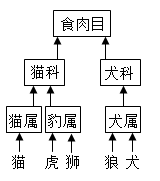 食肉目
猫科 犬科
猫属 豹属 犬属
猫 虎 狮 狼 犬